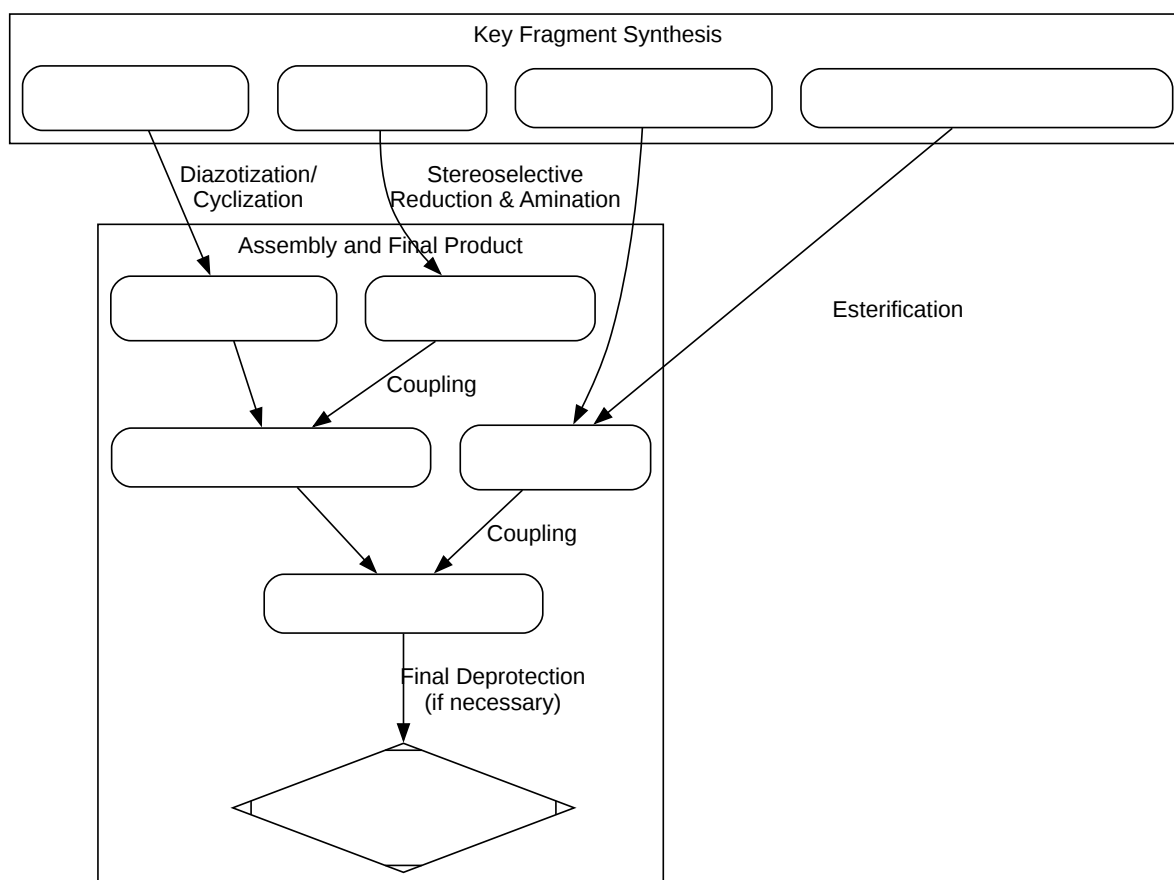 Key Fragment Synthesis
Diazotization/
Cyclization
Stereoselective
Reduction & Amination
Assembly and Final Product
Esterification
Coupling
Coupling
Final Deprotection
(if necessary)